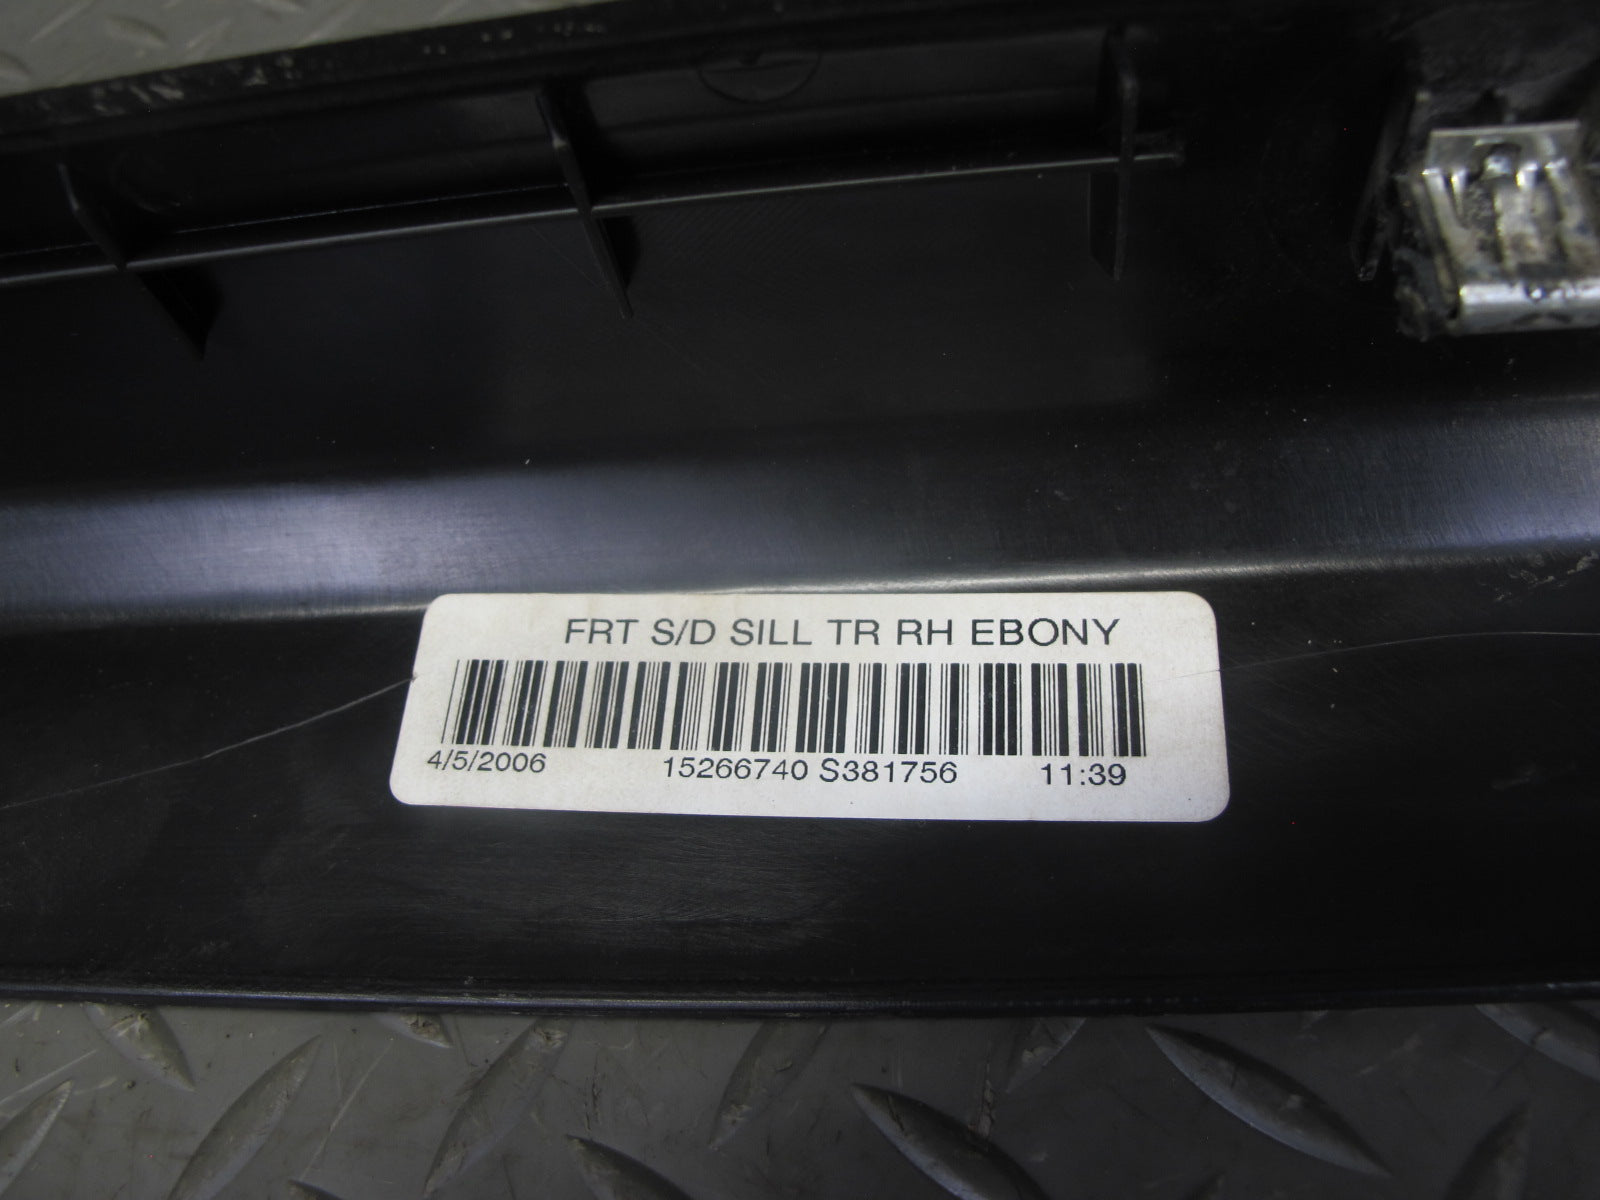 FRT S/D SILL TR RH EBONY
4/5/2006 15266740 S381756 11:39